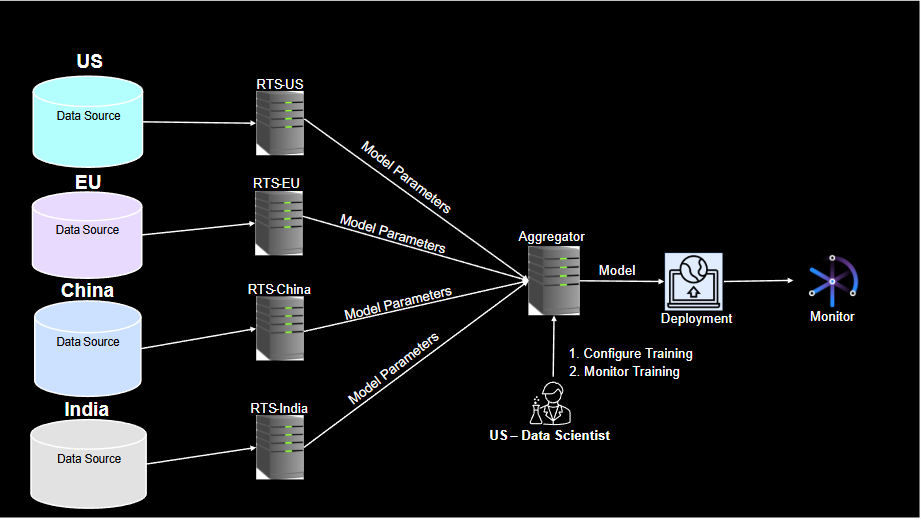 US
Data Source
RTS-US
Model Parameters
EU
Data Source
RTS-EU
Model Parameters
China
Data Source
RTS-China
Model Parameters
India
Data Source
RTS-India
Model Parameters
Aggregator
Model
Deployment
Monitor
1. Configure Training
2. Monitor Training
US – Data Scientist